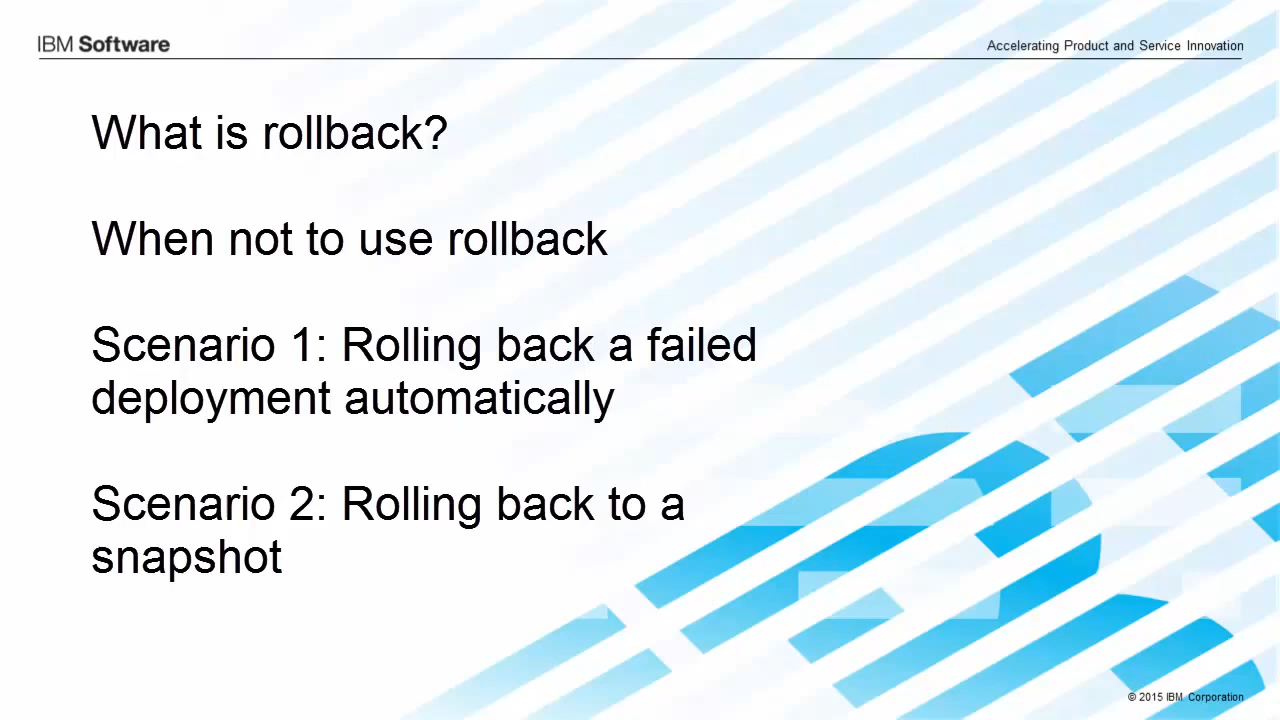 IBM Software
Accelerating Product and Service Innovation
What is rollback?
When not to use rollback
Scenario 1: Rolling back a failed
deployment automatically
Scenario 2: Rolling back to a
snapshot
© 2015 IBM Corporation